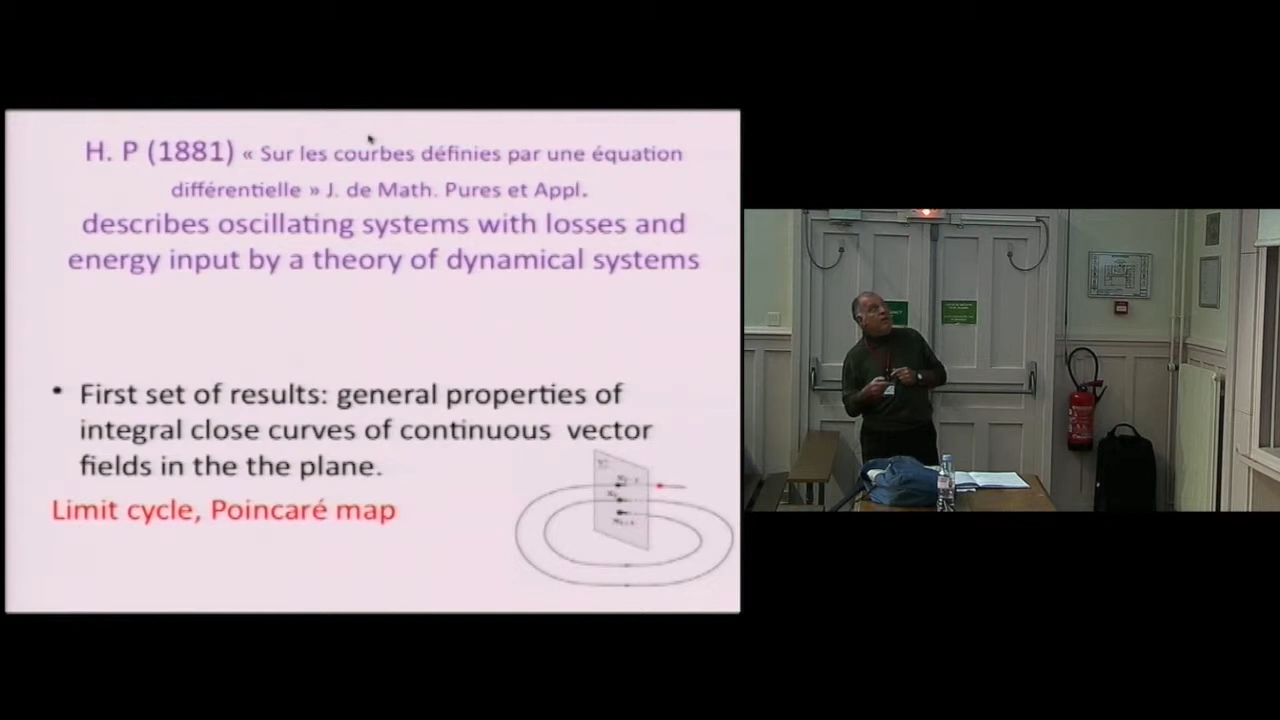 H. P (1881) « Sur les courbes définies par une équation
différentielle » J. de Math. Pures et Appl.
describes oscillating systems with losses and
energy input by a theory of dynamical systems
• First set of results: general properties of
integral close curves of continuous vector
fields in the the plane.
Limit cycle, Poincaré map